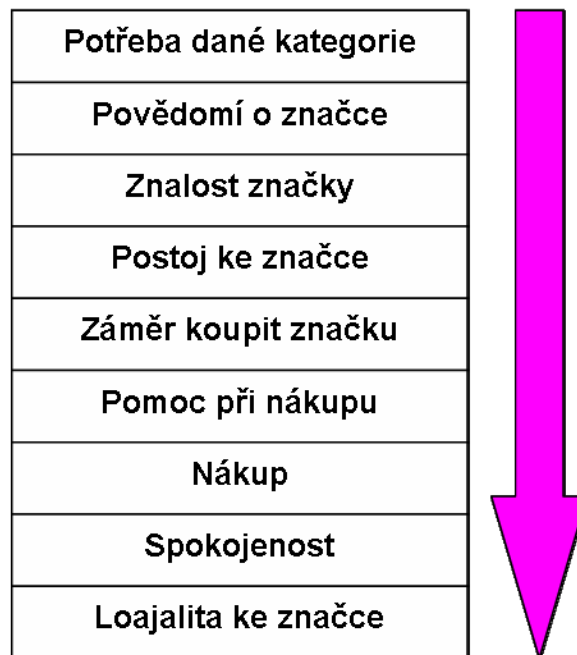 Potřeba dané kategorie
Povědomí o značce
Znalost značky
Postoj ke značce
Záměr koupit značku
Pomoc při nákupu
Nákup
Spokojenost
Loajalita ke značce